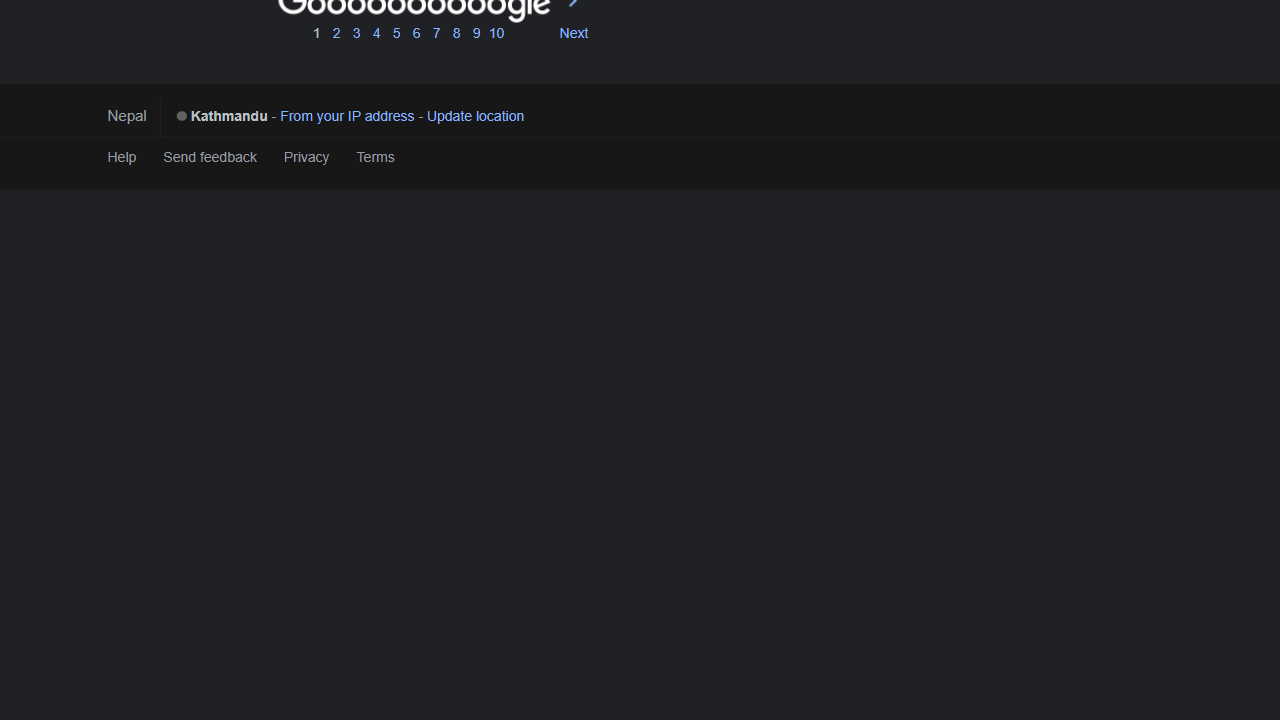 Goooooooooogle >
1 2 3 4 5 6 7 8 9 10 Next
Nepal Kathmandu - From your IP address - Update location
Help Send feedback Privacy Terms